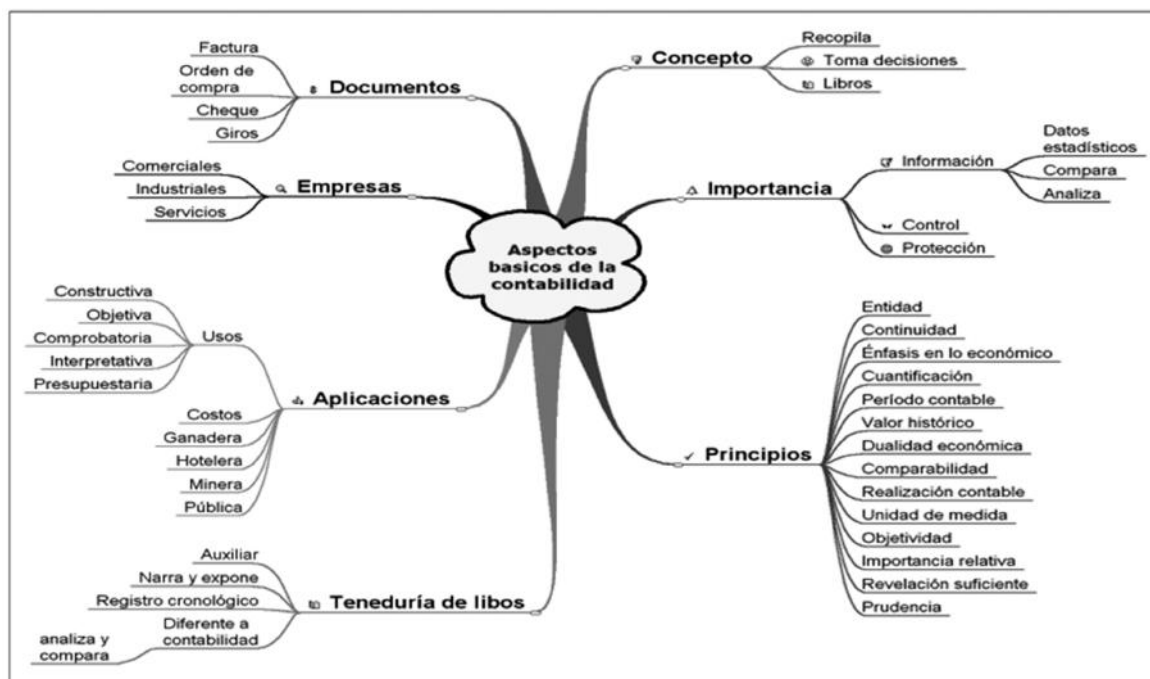 Aspectos
basicos de la
contabilidad
Concepto
Recopila
Toma decisiones
Libros
Importancia
Información
Datos
estadísticos
Compara
Analiza
Control
Protección
Principios
Entidad
Continuidad
Énfasis en lo económico
Cuantificación
Período contable
Valor histórico
Dualidad económica
Comparabilidad
Realización contable
Unidad de medida
Objetividad
Importancia relativa
Revelación suficiente
Prudencia
Documentos
Factura
Orden de
compra
Cheque
Giros
Empresas
Comerciales
Industriales
Servicios
Aplicaciones
Usos
Constructiva
Objetiva
Comprobatoria
Interpretativa
Presupuestaria
Costos
Ganadera
Hotelera
Minera
Pública
Teneduría de libos
Auxiliar
Narra y expone
Registro cronológico
Diferente a
contabilidad
analiza y
compara